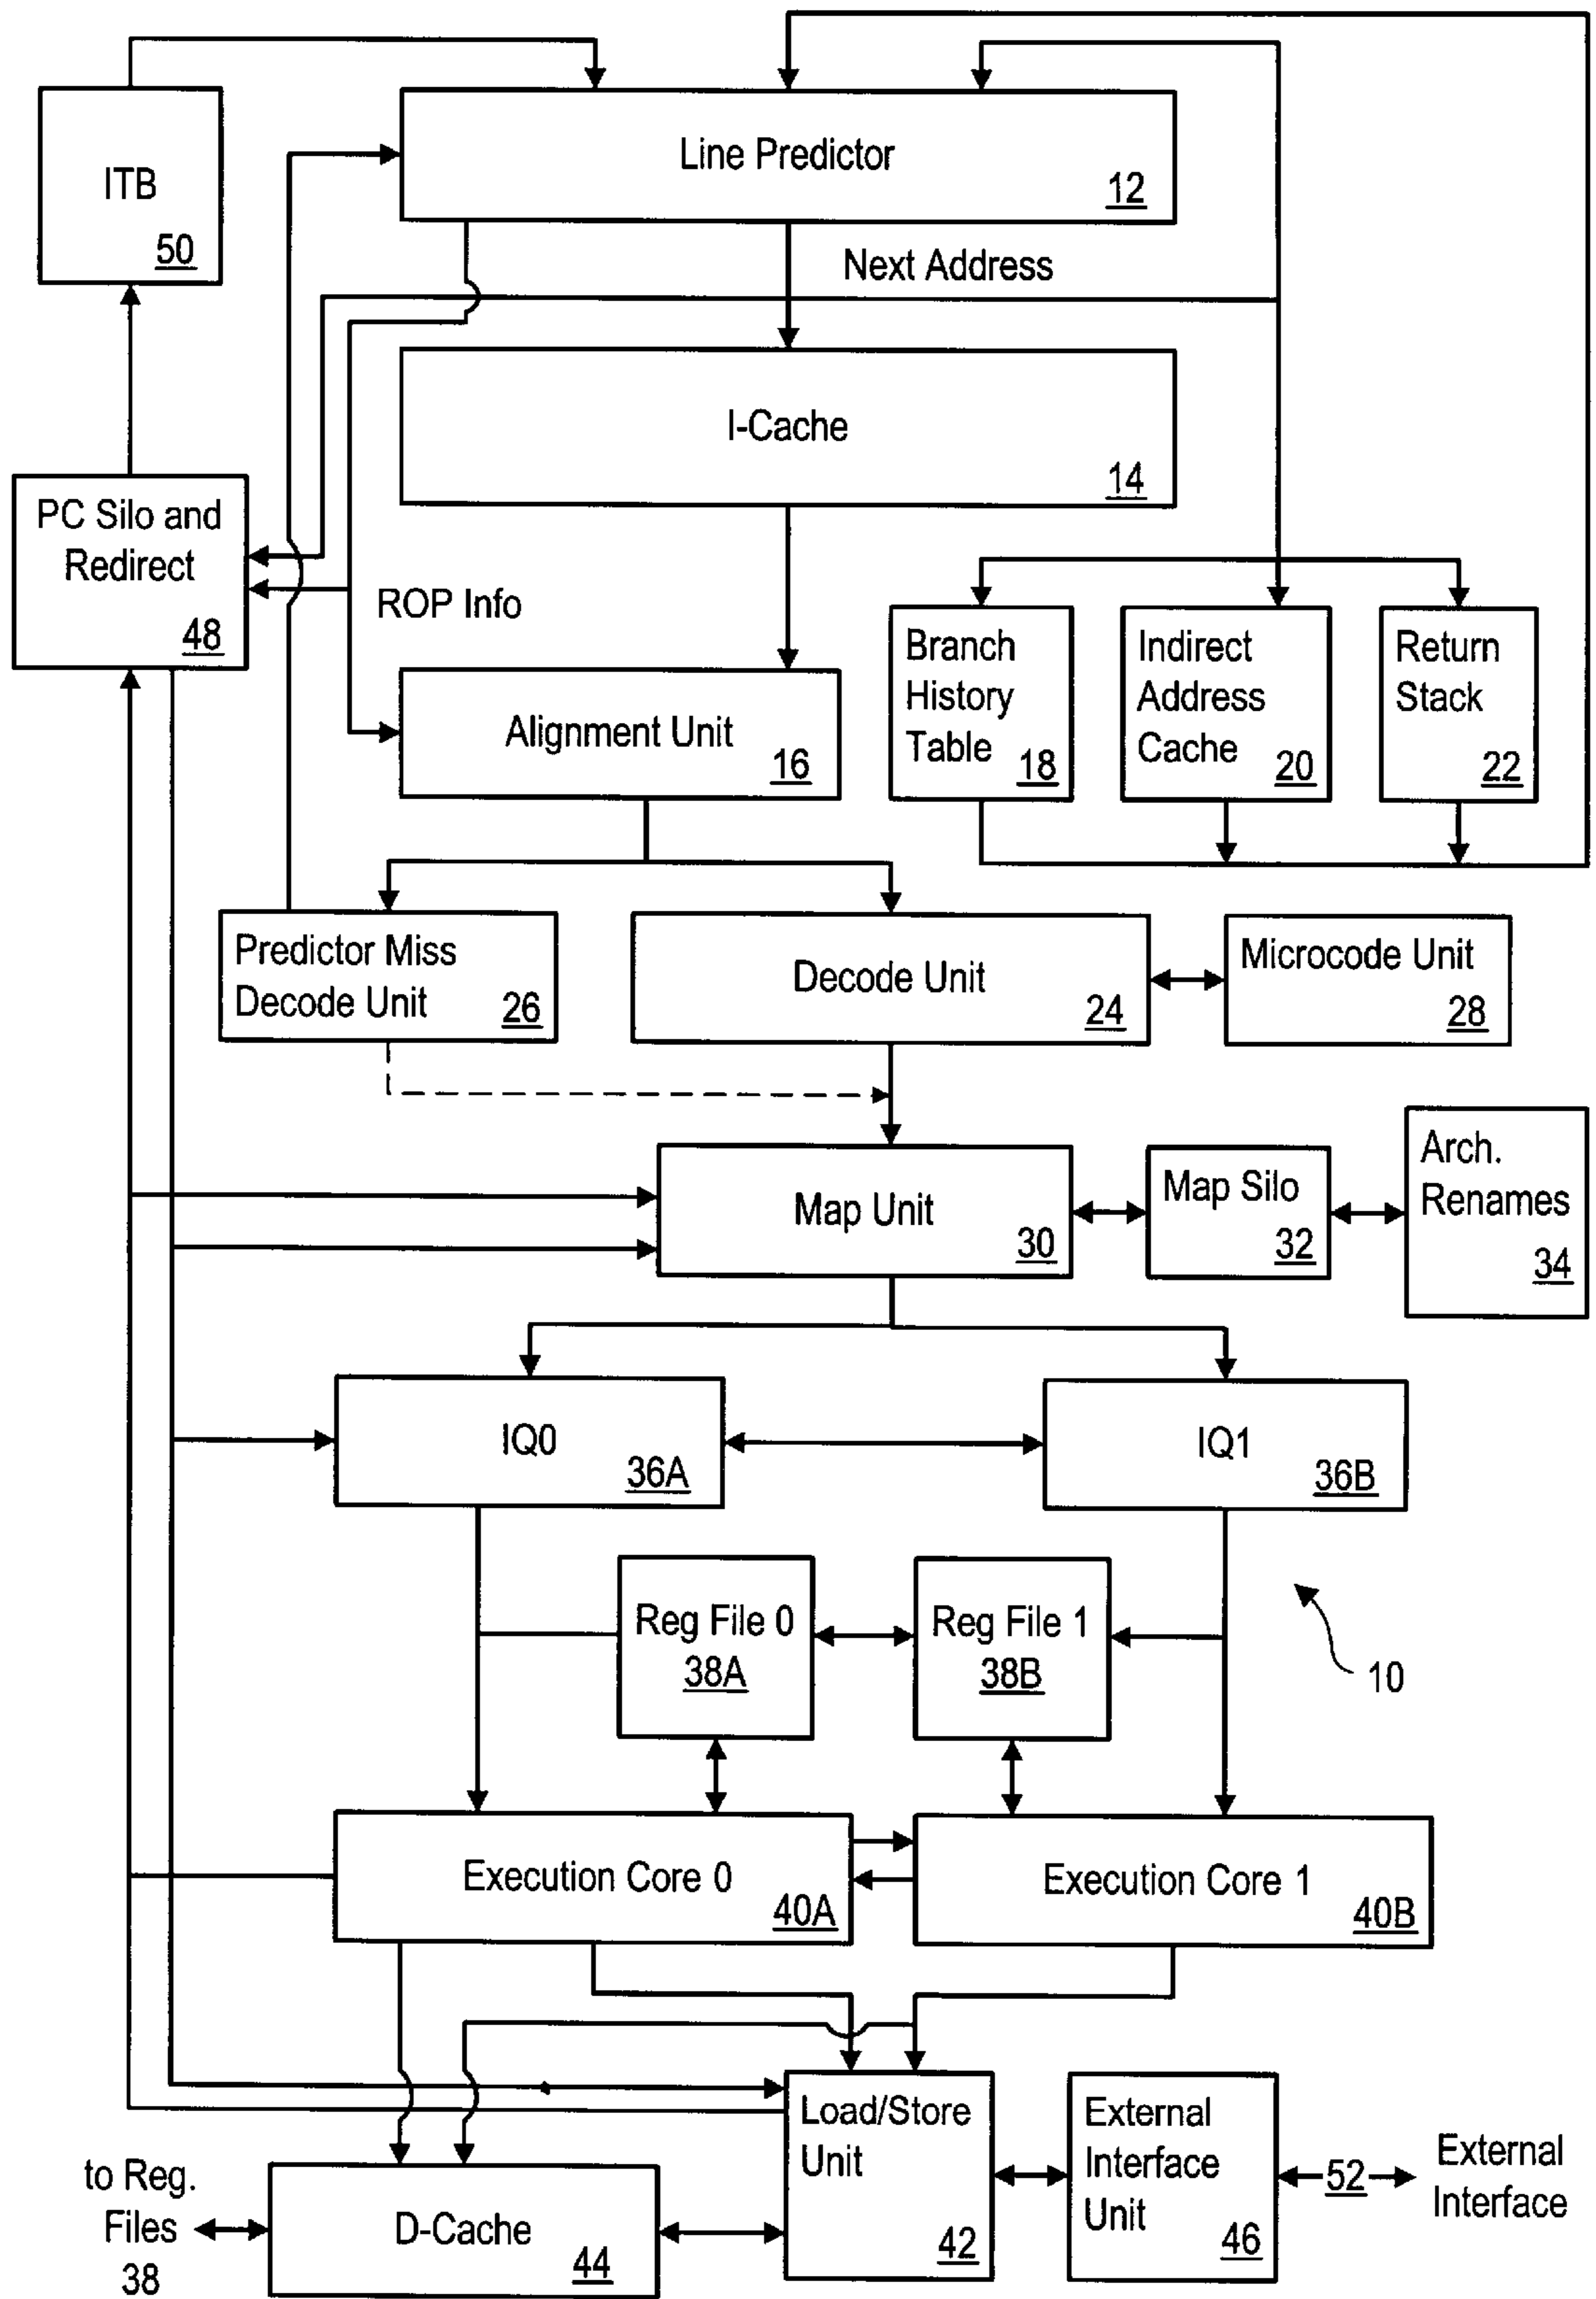 Line Predictor
12
ITB
50
Next Address
I-Cache
14
PC Silo and
Redirect
48
ROP Info
Branch
History
Table
18
Indirect
Address
Cache
20
Return
Stack
22
Alignment Unit
16
Predictor Miss
Decode Unit
26
Decode Unit
24
Microcode Unit
28
Map Unit
30
Map Silo
32
Arch.
Renames
34
IQ0
36A
IQ1
36B
Reg File 0
38A
Reg File 1
38B
10
Execution Core 0
40A
Execution Core 1
40B
Load/Store
Unit
42
External
Interface
Unit
46
52
External
Interface
to Reg.
Files
38
D-Cache
44